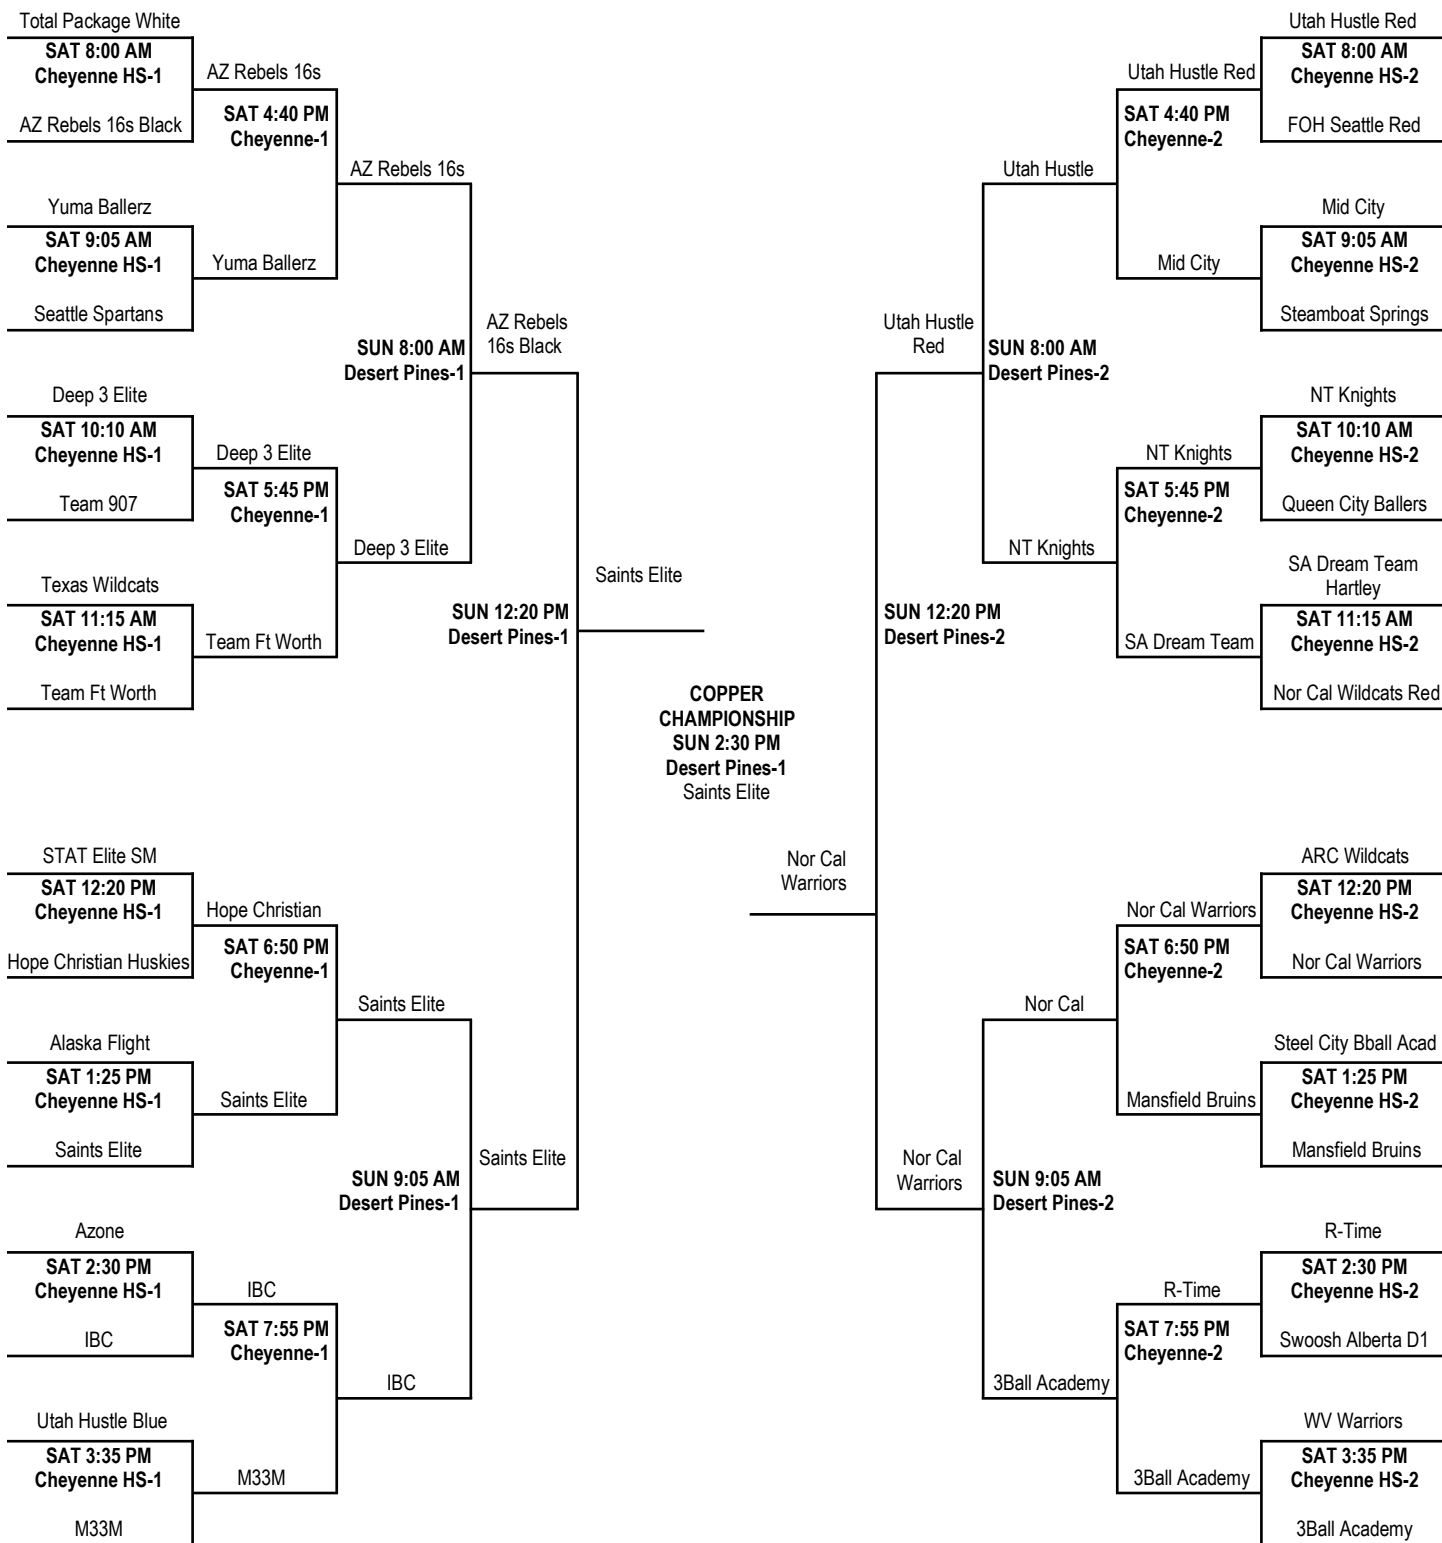 Total Package White
SAT 8:00 AM
Cheyenne HS-1
AZ Rebels 16s Black
Yuma Ballerz
SAT 9:05 AM
Cheyenne HS-1
Seattle Spartans
Deep 3 Elite
SAT 10:10 AM
Cheyenne HS-1
Team 907
Texas Wildcats
SAT 11:15 AM
Cheyenne HS-1
Team Ft Worth
STAT Elite SM
SAT 12:20 PM
Cheyenne HS-1
Hope Christian Huskies
Alaska Flight
SAT 1:25 PM
Cheyenne HS-1
Saints Elite
Azone
SAT 2:30 PM
Cheyenne HS-1
IBC
Utah Hustle Blue
SAT 3:35 PM
Cheyenne HS-1
M33M
AZ Rebels 16s
SAT 4:40 PM
Cheyenne-1
Yuma Ballerz
Deep 3 Elite
SAT 5:45 PM
Cheyenne-1
Team Ft Worth
Hope Christian
SAT 6:50 PM
Cheyenne-1
Saints Elite
IBC
SAT 7:55 PM
Cheyenne-1
M33M
AZ Rebels 16s
SUN 8:00 AM
Desert Pines-1
Deep 3 Elite
Saints Elite
SUN 9:05 AM
Desert Pines-1
IBC
AZ Rebels
16s Black
SUN 12:20 PM
Desert Pines-1
Saints Elite
Saints Elite
COPPER
CHAMPIONSHIP
SUN 2:30 PM
Desert Pines-1
Saints Elite
Nor Cal
Warriors
Utah Hustle
Red
SUN 12:20 PM
Desert Pines-2
Nor Cal
Warriors
Utah Hustle
SUN 8:00 AM
Desert Pines-2
NT Knights
Nor Cal
SUN 9:05 AM
Desert Pines-2
3Ball Academy
Utah Hustle Red
SAT 4:40 PM
Cheyenne-2
Mid City
NT Knights
SAT 5:45 PM
Cheyenne-2
SA Dream Team
Nor Cal Warriors
SAT 6:50 PM
Cheyenne-2
Mansfield Bruins
R-Time
SAT 7:55 PM
Cheyenne-2
3Ball Academy
Utah Hustle Red
SAT 8:00 AM
Cheyenne HS-2
FOH Seattle Red
Mid City
SAT 9:05 AM
Cheyenne HS-2
Steamboat Springs
NT Knights
SAT 10:10 AM
Cheyenne HS-2
Queen City Ballers
SA Dream Team
Hartley
SAT 11:15 AM
Cheyenne HS-2
Nor Cal Wildcats Red
ARC Wildcats
SAT 12:20 PM
Cheyenne HS-2
Nor Cal Warriors
Steel City Bball Acad
SAT 1:25 PM
Cheyenne HS-2
Mansfield Bruins
R-Time
SAT 2:30 PM
Cheyenne HS-2
Swoosh Alberta D1
WV Warriors
SAT 3:35 PM
Cheyenne HS-2
3Ball Academy